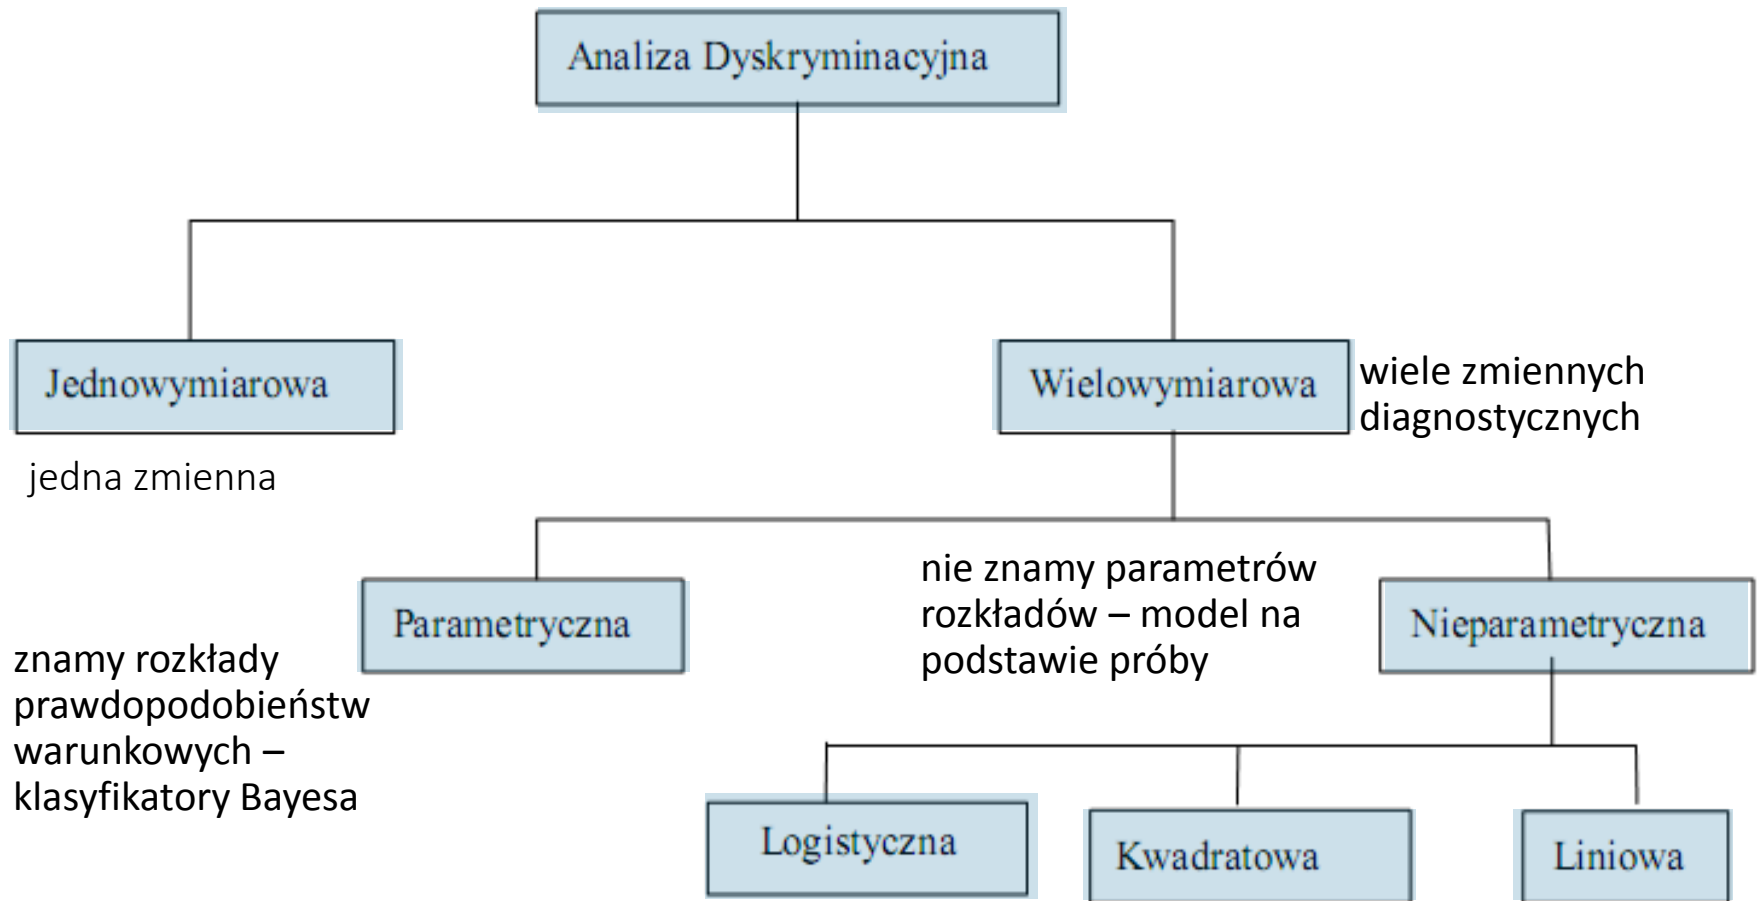 Analiza Dyskryminacyjna
Jednowymiarowa
Wielowymiarowa
wiele zmiennych
diagnostycznych
jedna zmienna
Parametryczna
nie znamy parametrów
rozkładów – model na
podstawie próby
Nieparametryczna
znamy rozkłady
prawdopodobieństw
warunkowych –
klasyfikatory Bayesa
Logistyczna
Kwadratowa
Liniowa